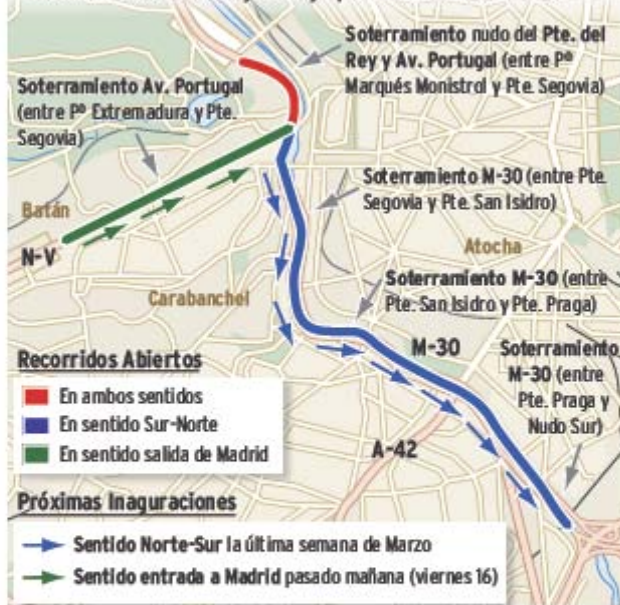 Soterramiento nudo del Pte. del
Rey y Av. Portugal (entre Pº
Marqués Monistrol y Pte. Segovia)
Soterramiento Av. Portugal
(entre Pº Extremadura y Pte.
Segovia)
Soterramiento M-30 (entre Pte.
Segovia y Pte. San Isidro)
Batán
N-V
Atocha
Carabanchel
Soterramiento M-30 (entre
Pte. San Isidro y Pte. Praga)
M-30
Soterramiento
M-30 (entre
Pte. Praga y
Nudo Sur)
A-42
Recorridos Abiertos
En ambos sentidos
En sentido Sur-Norte
En sentido salida de Madrid
Próximas Inaguraciones
Sentido Norte-Sur la última semana de Marzo
Sentido entrada a Madrid pasado mañana (viernes 16)